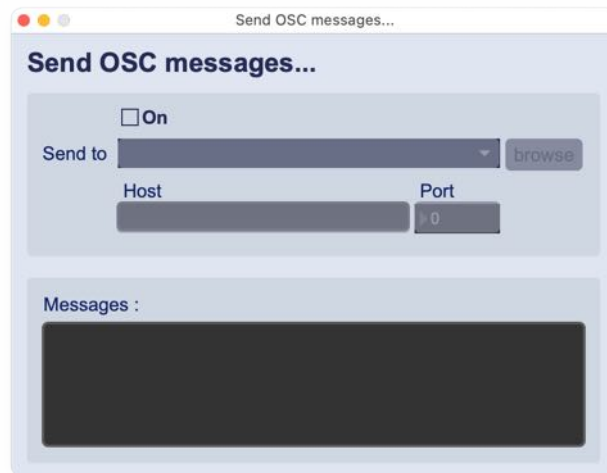 Send OSC messages...
Send OSC messages...
On
Send to
browse
Host
Port
0
Messages :